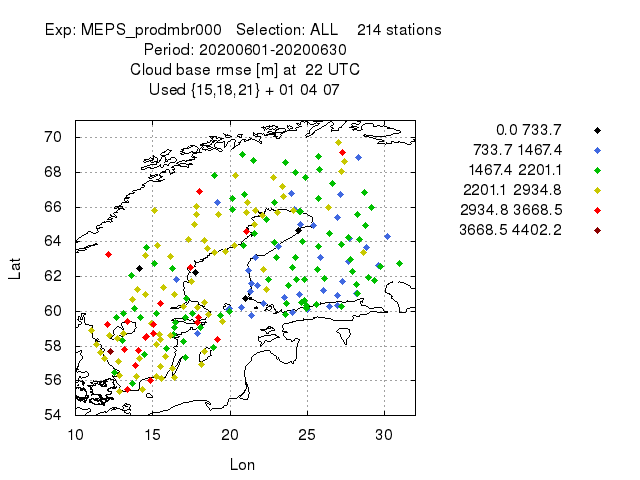 Exp: MEPS_prodmbr000 Selection: ALL 214 stations
Period: 20200601-20200630
Cloud base rmse [m] at 22 UTC
Used {15,18,21} + 01 04 07
0.0 733.7
733.7 1467.4
1467.4 2201.1
2201.1 2934.8
2934.8 3668.5
3668.5 4402.2
70
68
66
64
62
60
58
56
54
Lat
10 15 20 25 30
Lon